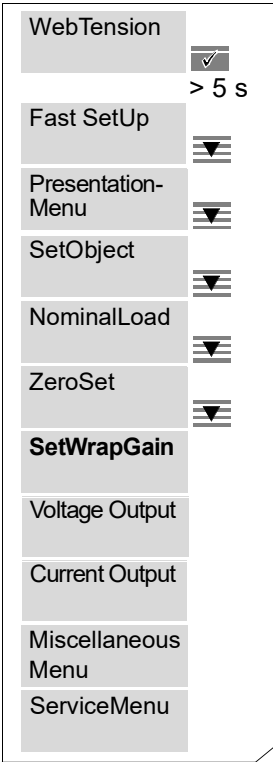 WebTension
> 5 s
Fast SetUp
Presentation-
Menu
SetObject
NominalLoad
ZeroSet
SetWrapGain
Voltage Output
Current Output
Miscellaneous
Menu
ServiceMenu